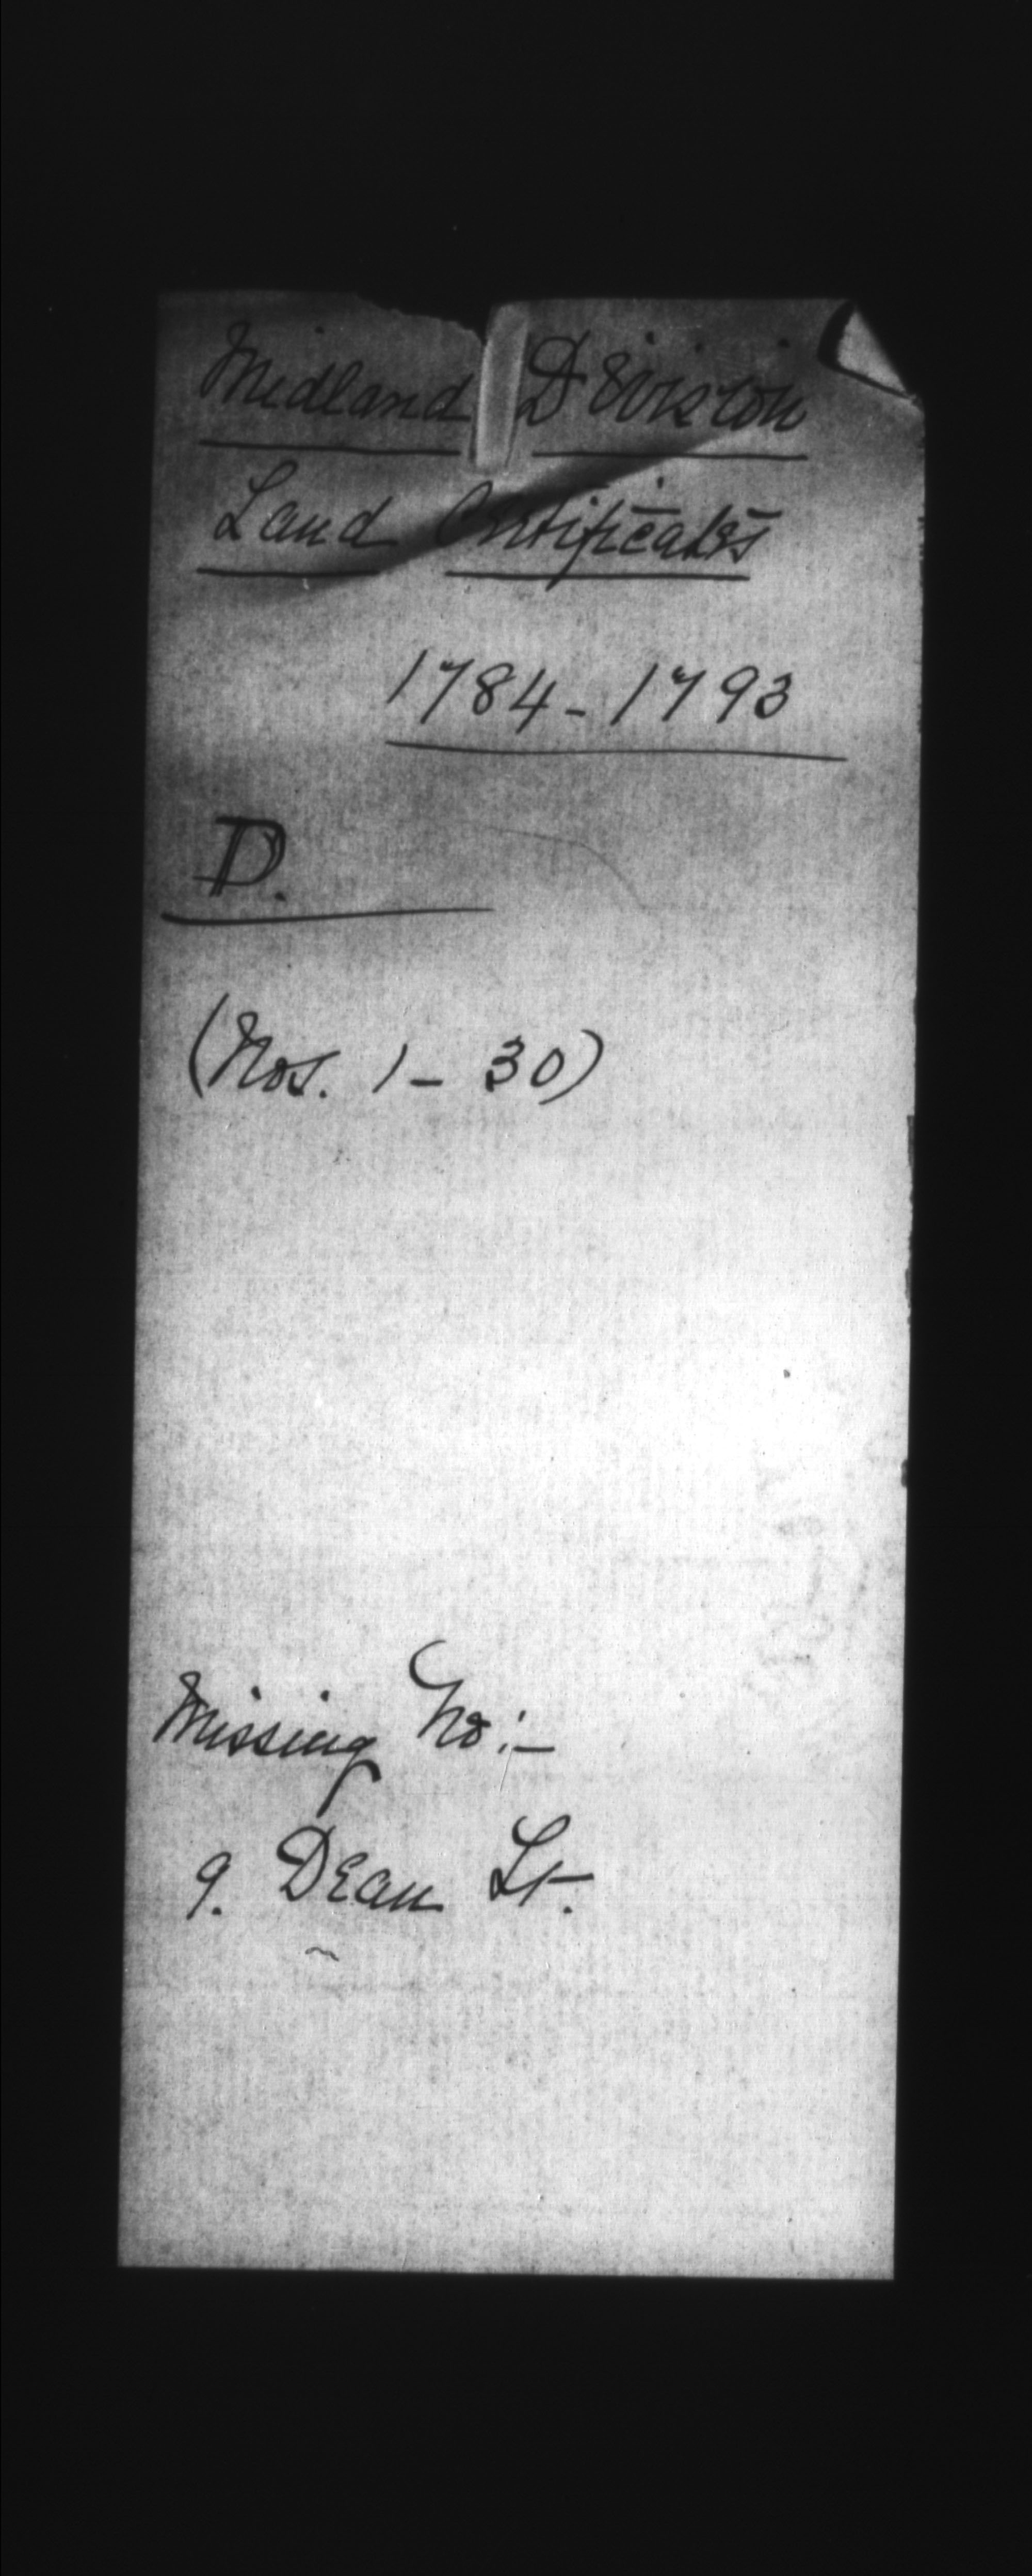 Midland Division
Land Certificates
1784-1793
D.
(Nos. 1 - 30)
Missing No:-
9. Dean Lt.